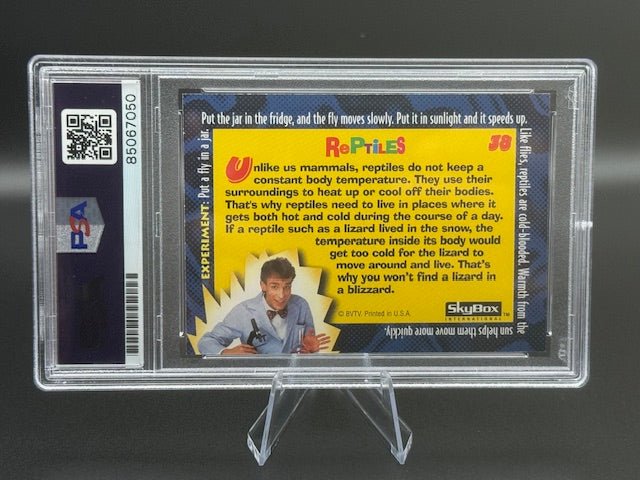 85067050
PSA
EXPERIMENT: Put a fly in a jar.
Put the jar in the fridge, and the fly moves slowly. Put it in sunlight and it speeds up.
Like flies, reptiles are cold-blooded. Warmth from the
sun helps them move more quickly.
RePTiLES
Unlike us mammals, reptiles do not keep a
constant body temperature. They use their
surroundings to heat up or cool off their bodies.
That's why reptiles need to live in places where it
gets both hot and cold during the course of a day.
If a reptile such as a lizard lived in the snow, the
temperature inside its body would
get too cold for the lizard to
move around and live. That's
why you won't find a lizard in
a blizzard.
© BVTV. Printed in U.S.A.
SkyBox
INTERNATIONAL
TM